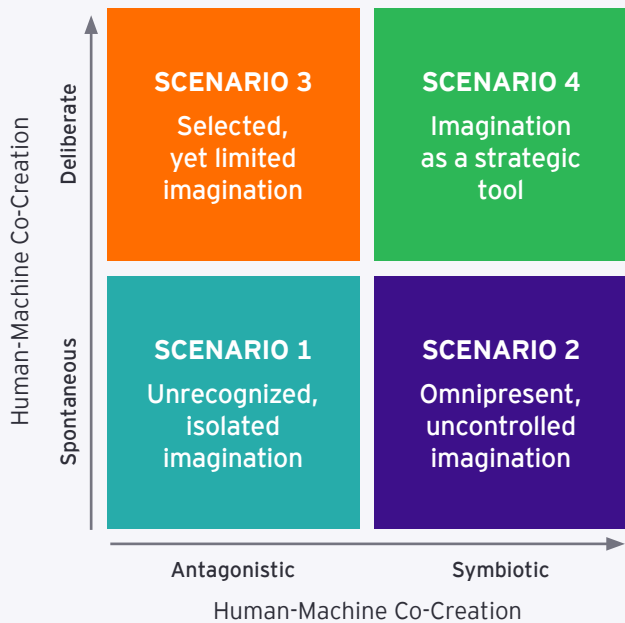 Human-Machine Co-Creation
Deliberate
SCENARIO 3
Selected,
yet limited
imagination
SCENARIO 4
Imagination
as a strategic
tool
Spontaneous
SCENARIO 1
Unrecognized,
isolated
imagination
SCENARIO 2
Omnipresent,
uncontrolled
imagination
Antagonistic
Symbiotic
Human-Machine Co-Creation